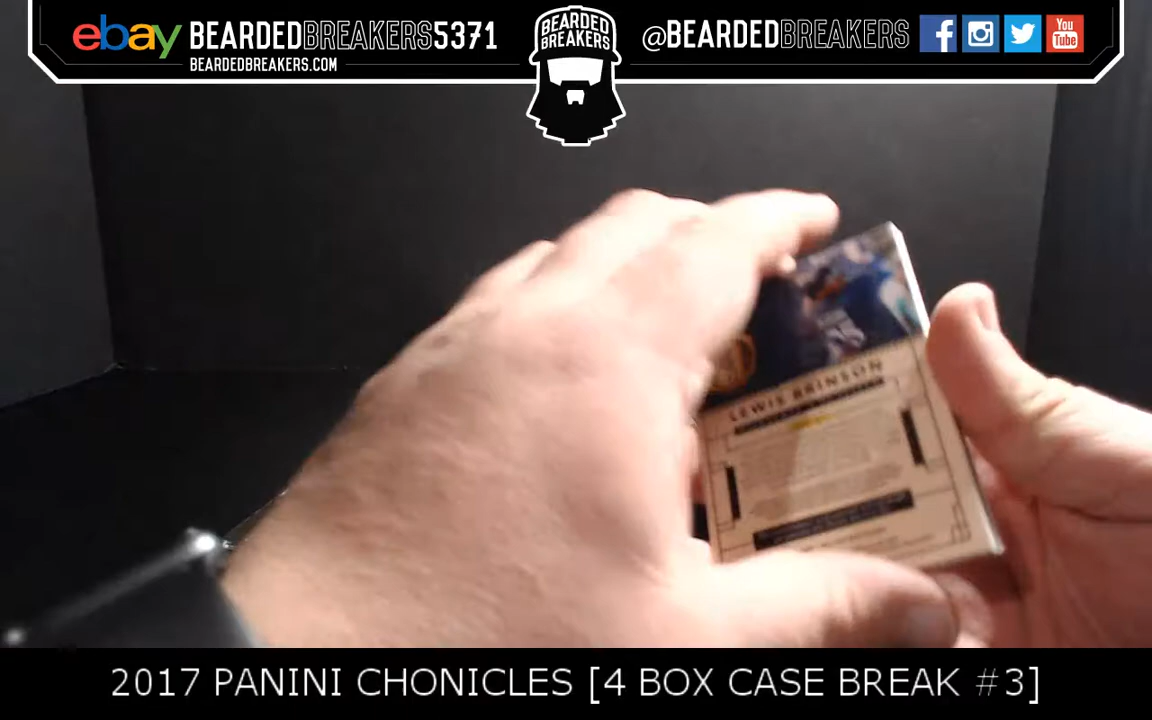 ebay BEARDEDBREAKERS5371
BEARDEDBREAKERS.COM
BEARDED
BREAKERS
@BEARDEDBREAKERS
You
Tube
LEWIS BRINSON
2017 PANINI CHONICLES [4 BOX CASE BREAK #3]